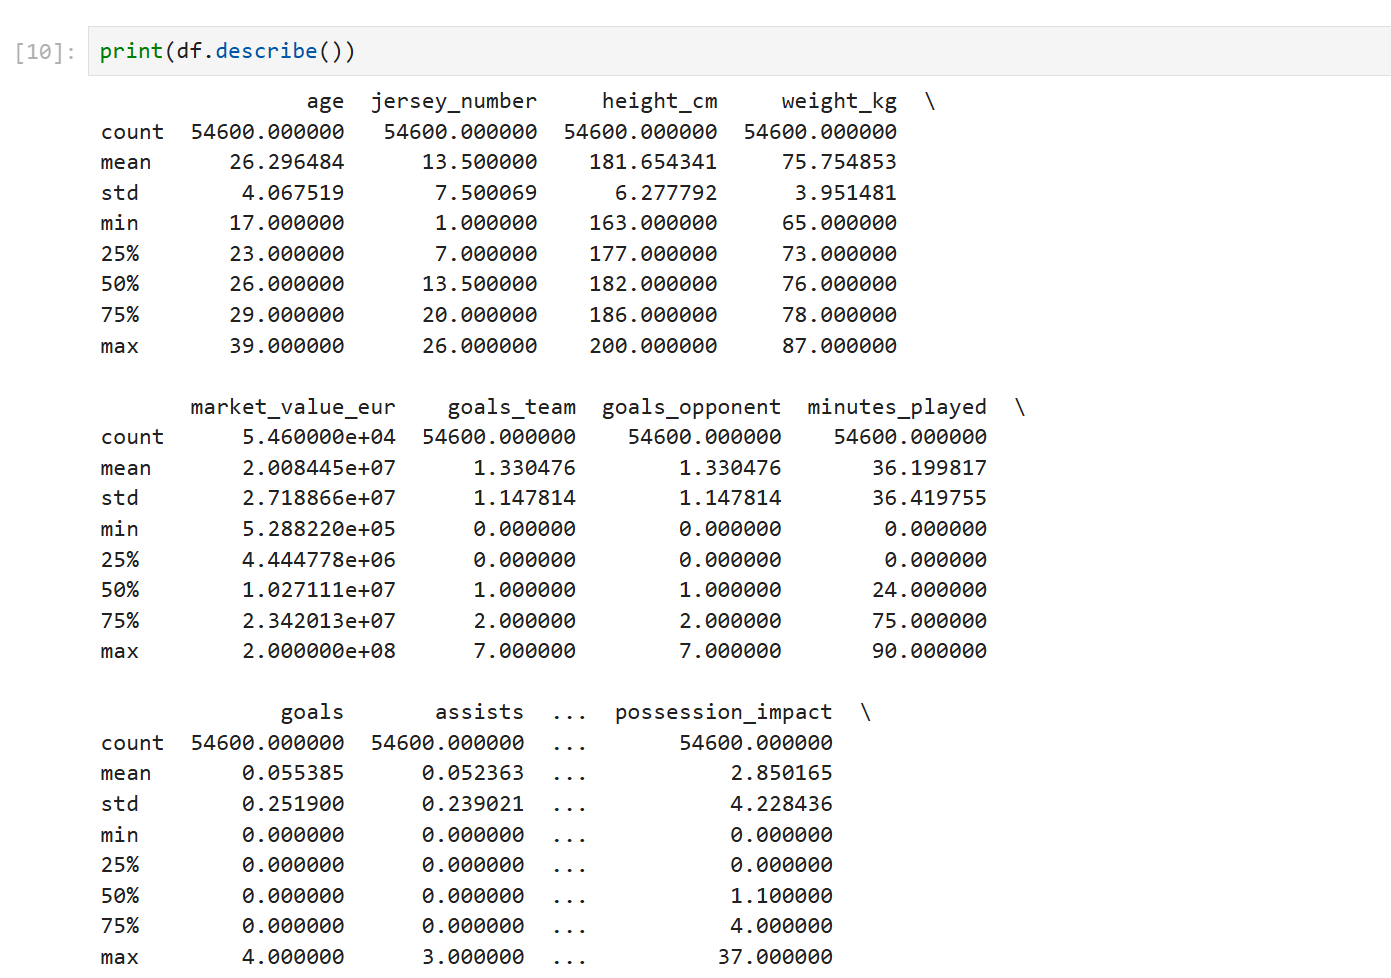 [10]: print(df.describe())
age jersey_number height_cm weight_kg \
count 54600.000000 54600.000000 54600.000000 54600.000000
mean 26.296484 13.500000 181.654341 75.754853
std 4.067519 7.500069 6.277792 3.951481
min 17.000000 1.000000 163.000000 65.000000
25% 23.000000 7.000000 177.000000 73.000000
50% 26.000000 13.500000 182.000000 76.000000
75% 29.000000 20.000000 186.000000 78.000000
max 39.000000 26.000000 200.000000 87.000000
market_value_eur goals_team goals_opponent minutes_played \
count 5.460000e+04 54600.000000 54600.000000 54600.000000
mean 2.008445e+07 1.330476 1.330476 36.199817
std 2.718866e+07 1.147814 1.147814 36.419755
min 5.288220e+05 0.000000 0.000000 0.000000
25% 4.444778e+06 0.000000 0.000000 0.000000
50% 1.027111e+07 1.000000 1.000000 24.000000
75% 2.342013e+07 2.000000 2.000000 75.000000
max 2.000000e+08 7.000000 7.000000 90.000000
goals assists ... possession_impact \
count 54600.000000 54600.000000 ... 54600.000000
mean 0.055385 0.052363 ... 2.850165
std 0.251900 0.239021 ... 4.228436
min 0.000000 0.000000 ... 0.000000
25% 0.000000 0.000000 ... 0.000000
50% 0.000000 0.000000 ... 1.100000
75% 0.000000 0.000000 ... 4.000000
max 4.000000 3.000000 ... 37.000000